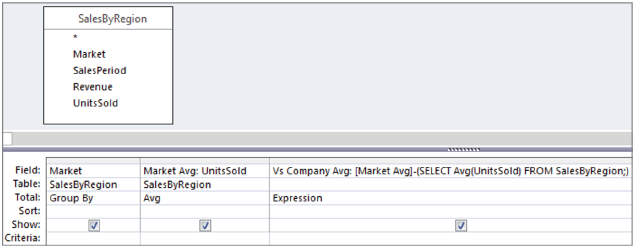 SalesByRegion
*
Market
SalesPeriod
Revenue
UnitsSold
Field: Market Market Avg: UnitsSold Vs Company Avg: [Market Avg]-(SELECT Avg(UnitsSold) FROM SalesByRegion;)
Table: SalesByRegion SalesByRegion
Total: Group By Avg Expression
Sort:
Show:
Criteria: